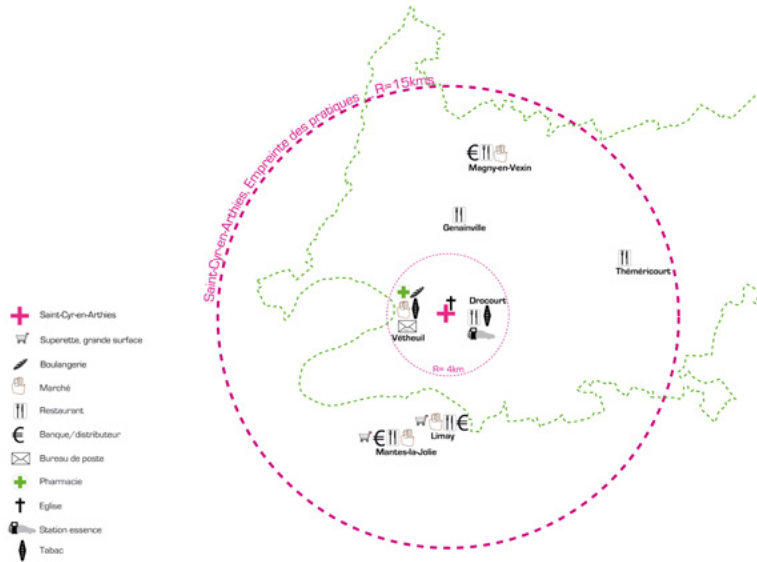 Saint-Cyr-en-Arthies, Empreinte des pratiques _ R=15kms
€
Magny-en-Vexin
Genainville
Théméricourt
Drocourt
Vétheuil
R= 4km
€
Limay
€
Mantes-la-Jolie
Saint-Cyr-en-Arthies
Superette, grande surface
Boulangerie
Marché
Restaurant
€ Banque/distributeur
Bureau de poste
Pharmacie
Eglise
Station essence
Tabac